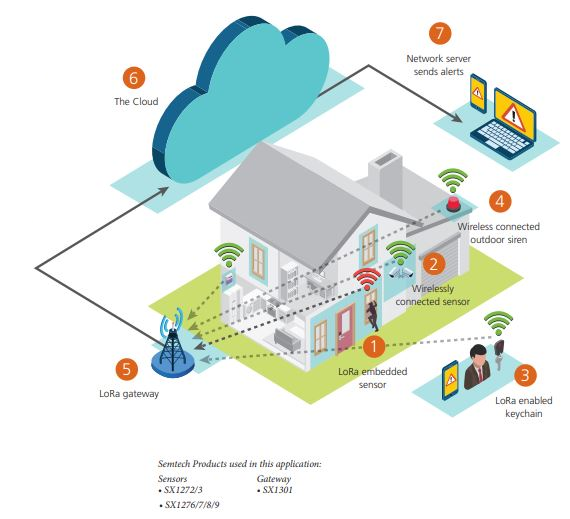 7
Network server
sends alerts
6
The Cloud
4
Wireless connected
outdoor siren
2
Wirelessly
connected sensor
1
LoRa embedded
sensor
5
LoRa gateway
3
LoRa enabled
keychain
Semtech Products used in this application:
Sensors
• SX1272/3
• SX1276/7/8/9
Gateway
• SX1301